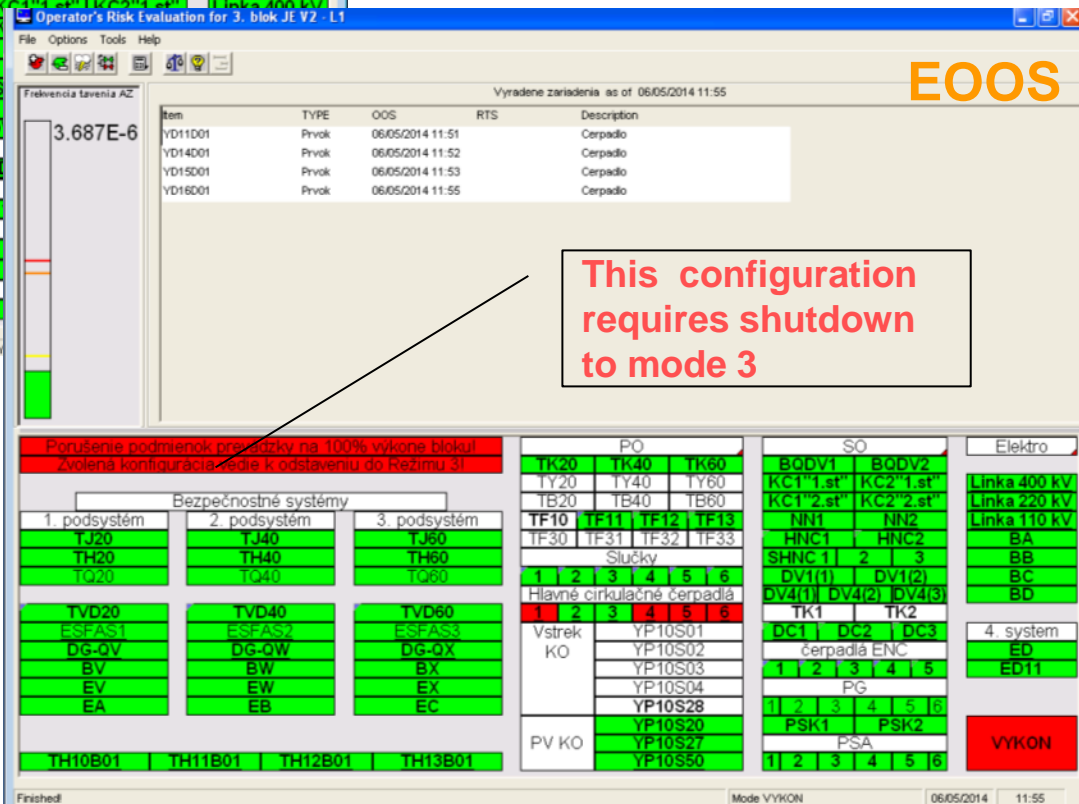 KC1"1.st" KC2"1.st" Linka 400 kV
Operator's Risk Evaluation for 3. blok JE V2 - L1
File Options Tools Help
EOOS
Frekvencia tavenia AZ
3.687E-6
Vyradene zariadenia as of 06/05/2014 11:55
Item TYPE OOS RTS Description
YD11D01 Prvok 06/05/2014 11:51 Cerpadlo
YD14D01 Prvok 06/05/2014 11:52 Cerpadlo
YD15D01 Prvok 06/05/2014 11:53 Cerpadlo
YD16D01 Prvok 06/05/2014 11:55 Cerpadlo
This configuration
requires shutdown
to mode 3
Porušenie podmienok prevádzky na 100% výkone bloku!
Zvolená konfigurácia vedie k odstaveniu do Režimu 3!
Bezpečnostné systémy
1. podsystém 2. podsystém 3. podsystém
TJ20 TJ40 TJ60
TH20 TH40 TH60
TQ20 TQ40 TQ60
TVD20 TVD40 TVD60
ESFAS1 ESFAS2 ESFAS3
DG-QV DG-QW DG-QX
BV BW BX
EV EW EX
EA EB EC
TH10B01 TH11B01 TH12B01 TH13B01
PO
TK20 TK40 TK60
TY20 TY40 TY60
TB20 TB40 TB60
TF10 TF11 TF12 TF13
TF30 TF31 TF32 TF33
Slučky
1 2 3 4 5 6
Hlavné cirkulačné čerpadlá
1 2 3 4 5 6
Vstrek KO
YP10S01
YP10S02
YP10S03
YP10S04
YP10S28
PV KO
YP10S20
YP10S27
YP10S50
SO
BQDV1 BQDV2
KC1"1.st" KC2"1.st"
KC1"2.st" KC2"2.st"
NN1 NN2
HNC1 HNC2
SHNC 1 2 3
DV1(1) DV1(2)
DV4(1) DV4(2) DV4(3)
TK1 TK2
DC1 DC2 DC3
čerpadlá ENC
1 2 3 4 5
PG
1 2 3 4 5 6
PSK1 PSK2
PSA
1 2 3 4 5 6
Elektro
Linka 400 kV
Linka 220 kV
Linka 110 kV
BA
BB
BC
BD
4. system
ED
ED11
VYKON
Finished! Mode VYKON 06/05/2014 11:55